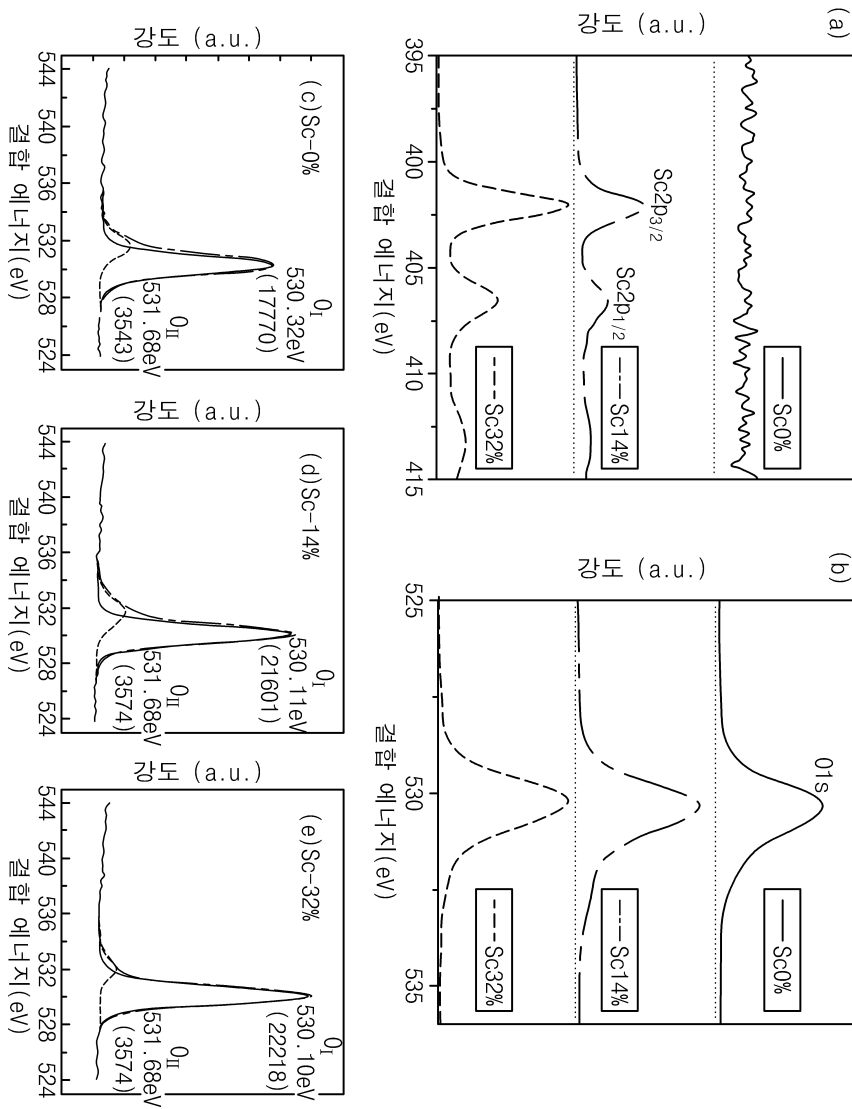 (a)
강도 (a.u.)
395
400
405
410
415
결합 에너지(eV)
Sc2p3/2
Sc2p1/2
Sc0%
Sc14%
Sc32%
(b)
강도 (a.u.)
525
530
535
결합 에너지(eV)
O1s
Sc0%
Sc14%
Sc32%
(c)Sc-0%
강도 (a.u.)
544 540 536 532 528 524
결합 에너지(eV)
OI
530.32eV
(17770)
OII
531.68eV
(3543)
(d)Sc-14%
강도 (a.u.)
544 540 536 532 528 524
결합 에너지(eV)
OI
530.11eV
(21601)
OII
531.68eV
(3574)
(e)Sc-32%
강도 (a.u.)
544 540 536 532 528 524
결합 에너지(eV)
OI
530.10eV
(22218)
OII
531.68eV
(3574)